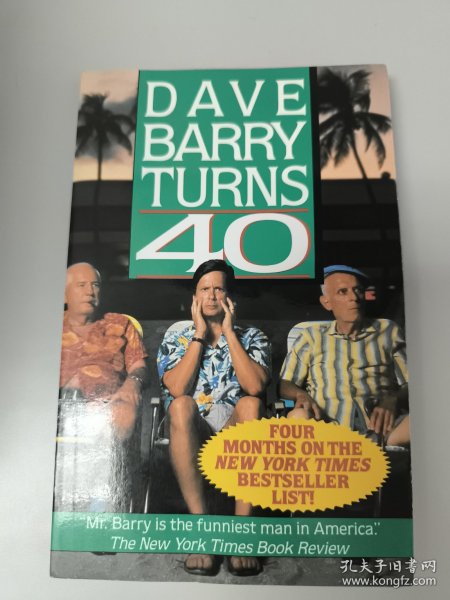 DAVE
BARRY
TURNS
40
FOUR
MONTHS ON THE
NEW YORK TIMES
BESTSELLER
LIST!
"Mr. Barry is the funniest man in America."
The New York Times Book Review
孔夫子旧书网
www.kongfz.com